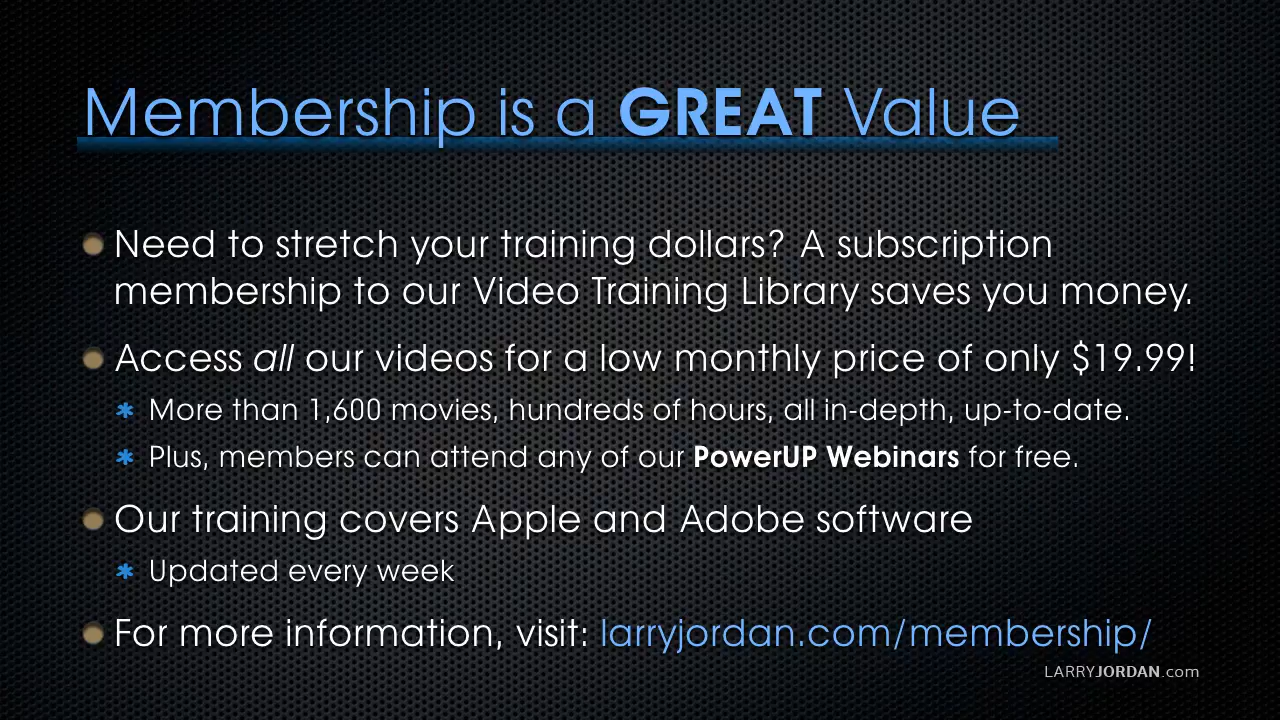 Membership is a GREAT Value
Need to stretch your training dollars? A subscription
membership to our Video Training Library saves you money.
Access all our videos for a low monthly price of only $19.99!
More than 1,600 movies, hundreds of hours, all in-depth, up-to-date.
Plus, members can attend any of our PowerUP Webinars for free.
Our training covers Apple and Adobe software
Updated every week
For more information, visit: larryjordan.com/membership/
LARRYJORDAN.com